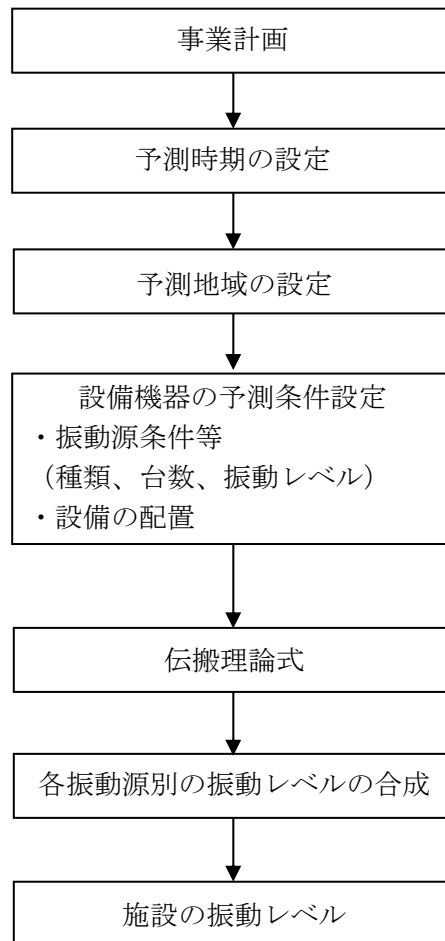 事業計画
予測時期の設定
予測地域の設定
設備機器の予測条件設定
・振動源条件等
（種類、台数、振動レベル）
・設備の配置
伝搬理論式
各振動源別の振動レベルの合成
施設の振動レベル